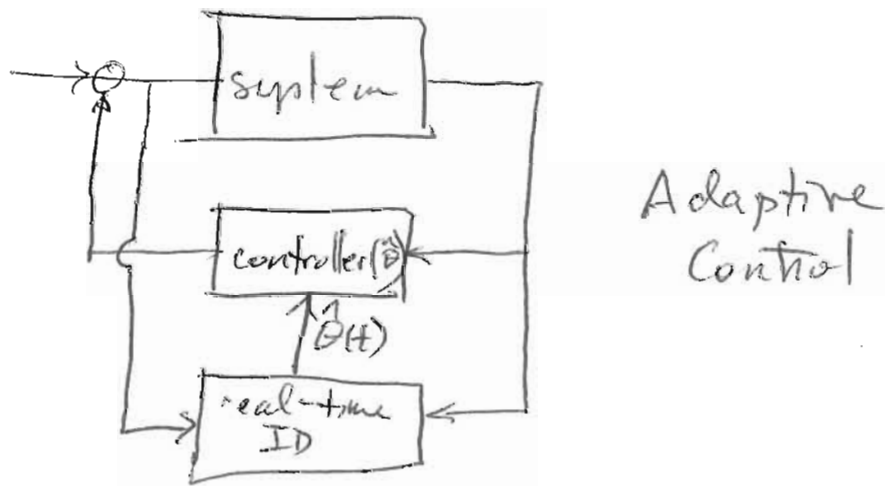 system
Adaptive
Control
controller(θ̂)
θ̂(t)
real-time
ID